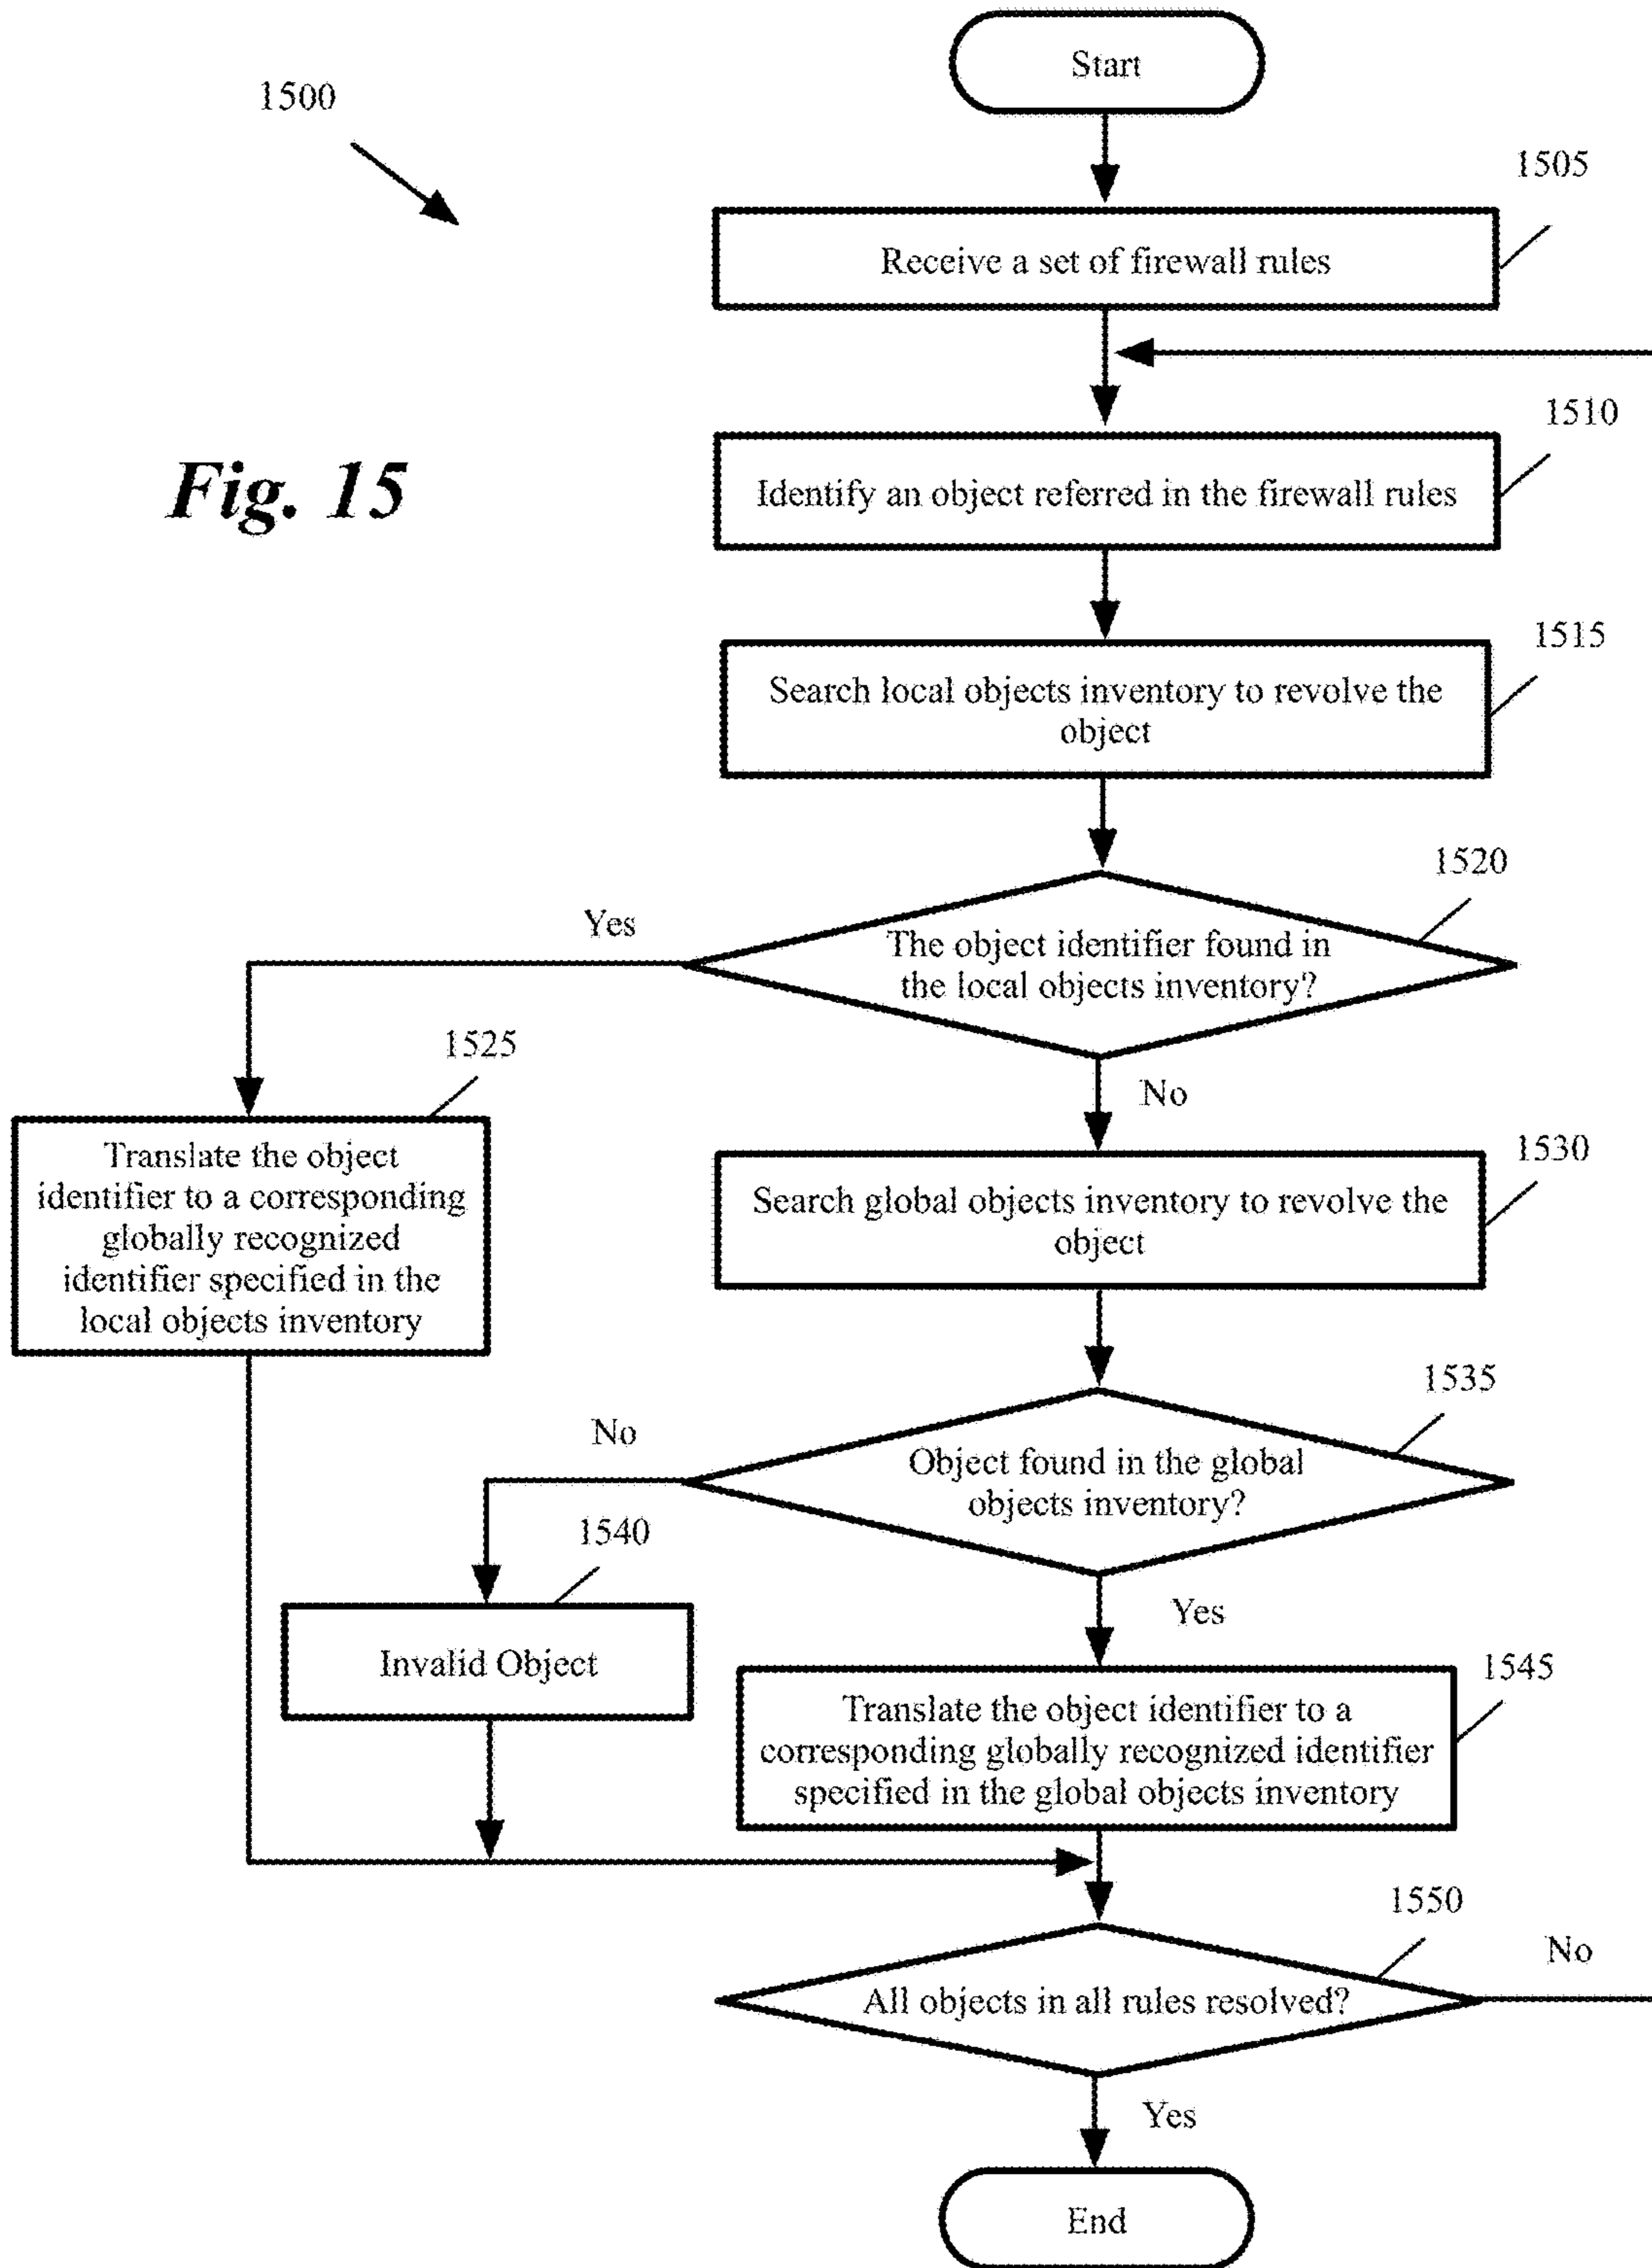 Start
1500
1505
Receive a set of firewall rules
1510
Fig. 15
Identify an object referred in the firewall rules
1515
Search local objects inventory to revolve the
object
1520
Yes
The object identifier found in
the local objects inventory?
1525
No
Translate the object
identifier to a corresponding
globally recognized
identifier specified in the
local objects inventory
1530
Search global objects inventory to revolve the
object
1535
No
Object found in the global
objects inventory?
1540
Yes
Invalid Object
1545
Translate the object identifier to a
corresponding globally recognized identifier
specified in the global objects inventory
1550
No
All objects in all rules resolved?
Yes
End